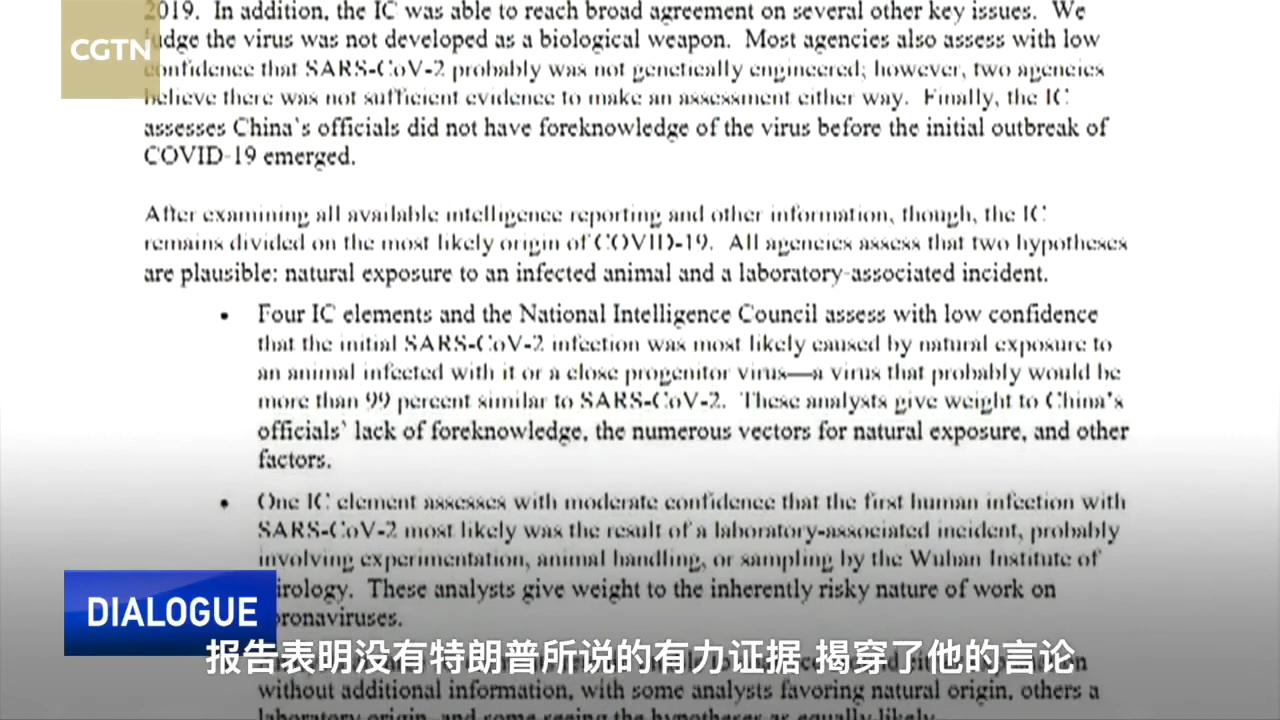 2019. In addition, the IC was able to reach broad agreement on several other key issues. We
CGTN
udge the virus was not developed as a biological weapon. Most agencies also assess with low
confidence that SARS-CoV-2 probably was not genetically engineered; however, two agencies
believe there was not sufficient evidence to make an assessment either way. Finally, the IC
assesses China's officials did not have foreknowledge of the virus before the initial outbreak of
COVID-19 emerged.
After examining all available intelligence reporting and other information, though, the IC
remains divided on the most likely origin of COVID-19. All agencies assess that two hypotheses
are plausible: natural exposure to an infected animal and a laboratory-associated incident.
• Four IC elements and the National Intelligence Council assess with low confidence
that the initial SARS-CoV-2 infection was most likely caused by natural exposure to
an animal infected with it or a close progenitor virus—a virus that probably would be
more than 99 percent similar to SARS-CoV-2. These analysts give weight to China's
officials' lack of foreknowledge, the numerous vectors for natural exposure, and other
factors.
• One IC element assesses with moderate confidence that the first human infection with
SARS-CoV-2 most likely was the result of a laboratory-associated incident, probably
involving experimentation, animal handling, or sampling by the Wuhan Institute of
irology. These analysts give weight to the inherently risky nature of work on
ronaviruses.
DIALOGUE
报告表明没有特朗普所说的有力证据 揭穿了他的言论
without additional information, with some analysts favoring natural origin, others a
laboratory origin, and some seeing the hypotheses as equally likely.